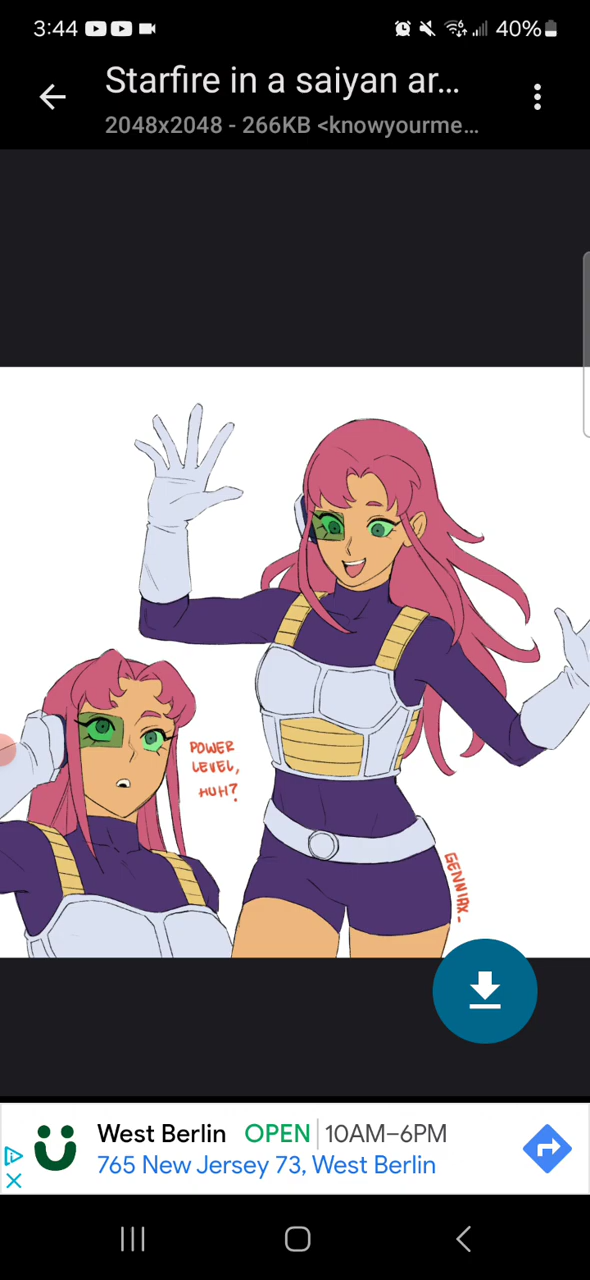 3:44
40%
Starfire in a saiyan ar...
2048x2048 - 266KB <knowyourme...
POWER
LEVEL,
HUH?
GENNIAX-
West Berlin OPEN 10AM–6PM
765 New Jersey 73, West Berlin